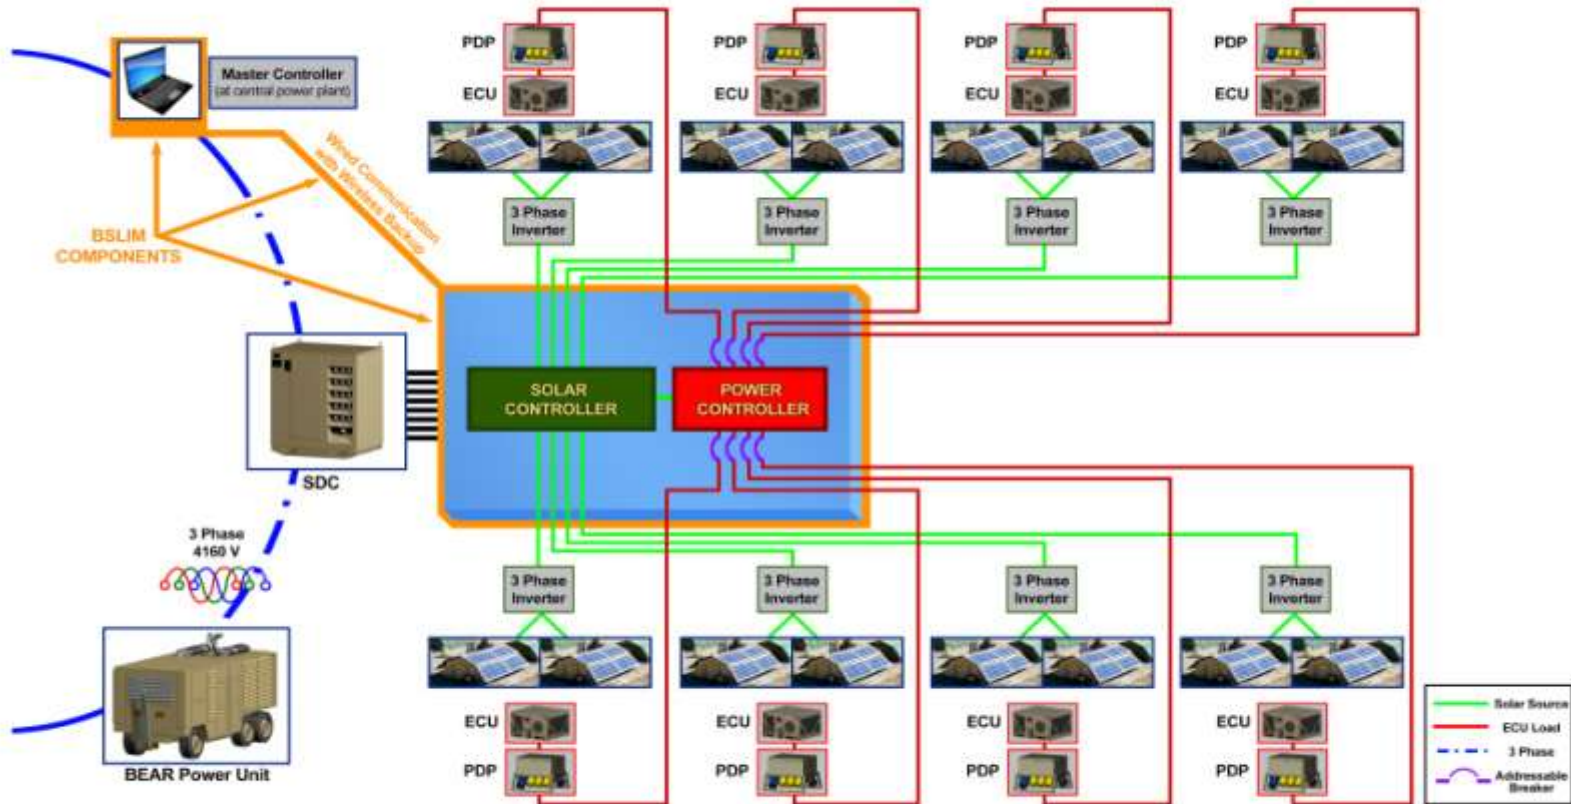 PDP
PDP
PDP
PDP
Master Controller
(at central power plant)
ECU
ECU
ECU
ECU
Wired Communication
with Wireless Backup
3 Phase
Inverter
3 Phase
Inverter
3 Phase
Inverter
3 Phase
Inverter
BSLIM
COMPONENTS
SOLAR
CONTROLLER
POWER
CONTROLLER
SDC
3 Phase
4160 V
3 Phase
Inverter
3 Phase
Inverter
3 Phase
Inverter
3 Phase
Inverter
ECU
ECU
ECU
ECU
PDP
PDP
PDP
PDP
BEAR Power Unit
Solar Source
ECU Load
3 Phase
Addressable
Breaker